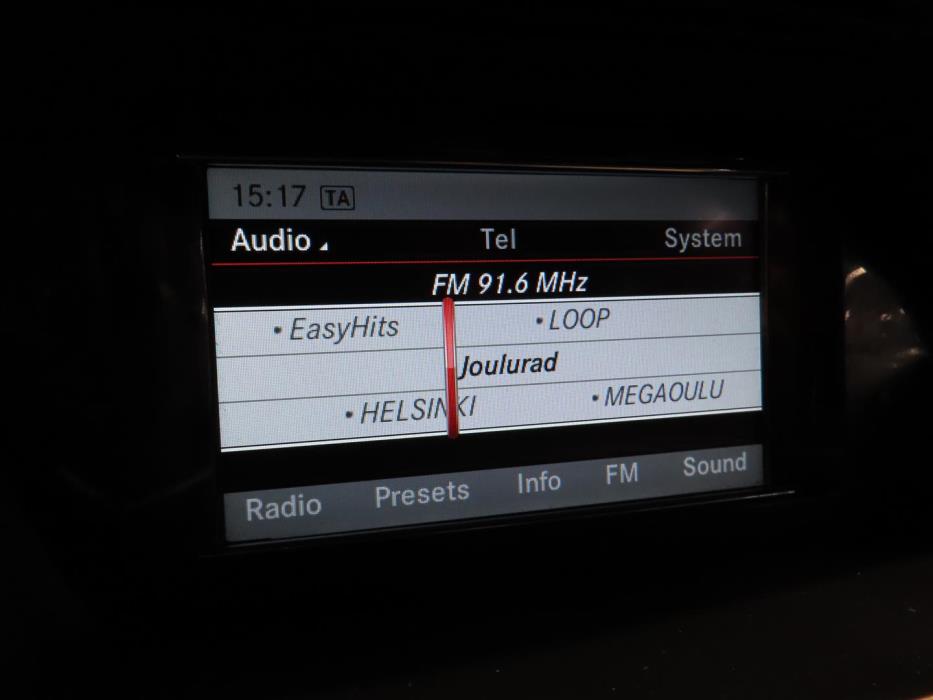 15:17 TA
Audio Tel System
FM 91.6 MHz
• EasyHits • LOOP
Joulurad
• HELSINKI • MEGAOULU
Radio Presets Info FM Sound